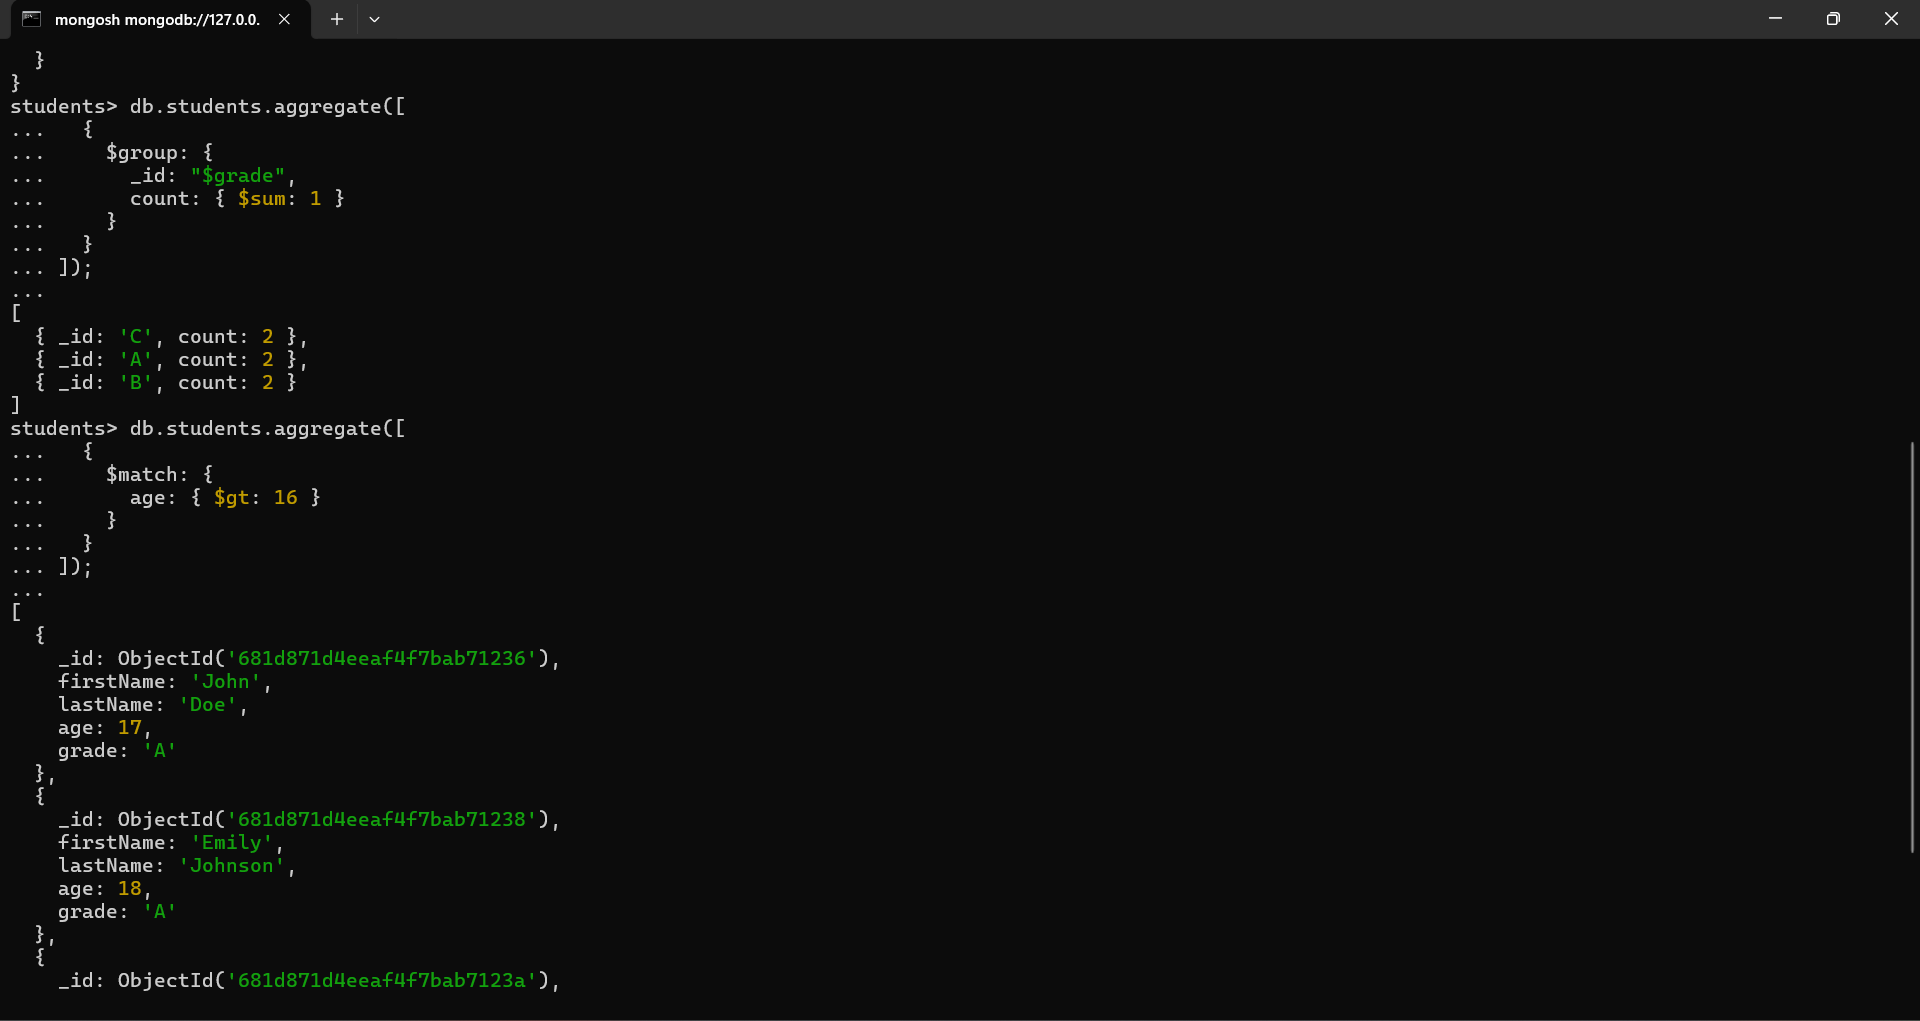 mongosh mongodb://127.0.0.
  }
}
students> db.students.aggregate([
...   {
...     $group: {
...       _id: "$grade",
...       count: { $sum: 1 }
...     }
...   }
... ]);
...
[
  { _id: 'C', count: 2 },
  { _id: 'A', count: 2 },
  { _id: 'B', count: 2 }
]
students> db.students.aggregate([
...   {
...     $match: {
...       age: { $gt: 16 }
...     }
...   }
... ]);
...
[
  {
    _id: ObjectId('681d871d4eeaf4f7bab71236'),
    firstName: 'John',
    lastName: 'Doe',
    age: 17,
    grade: 'A'
  },
  {
    _id: ObjectId('681d871d4eeaf4f7bab71238'),
    firstName: 'Emily',
    lastName: 'Johnson',
    age: 18,
    grade: 'A'
  },
  {
    _id: ObjectId('681d871d4eeaf4f7bab7123a'),